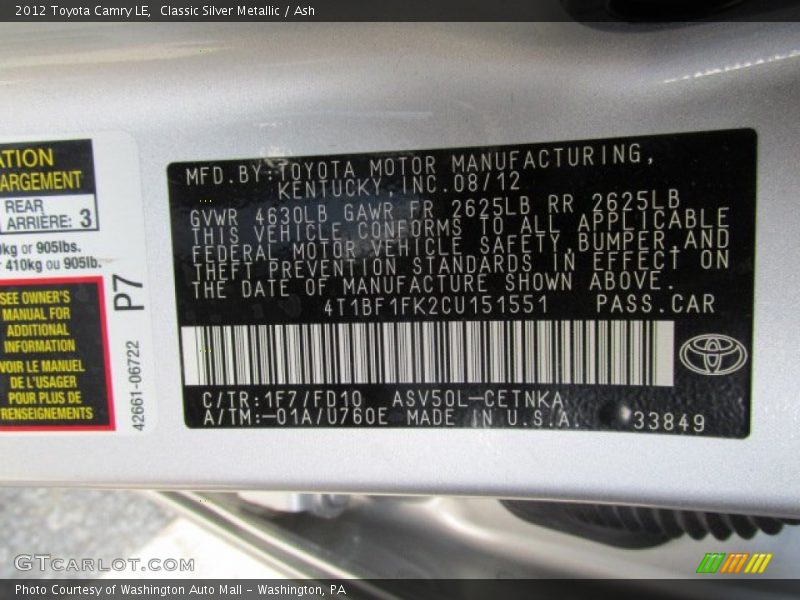 2012 Toyota Camry LE, Classic Silver Metallic / Ash
ATION
ARGEMENT
REAR
ARRIÈRE: 3
kg or 905lbs.
r 410kg ou 905lb.
SEE OWNER'S
MANUAL FOR
ADDITIONAL
INFORMATION
VOIR LE MANUEL
DE L'USAGER
POUR PLUS DE
RENSEIGNEMENTS
P7
42661-06722
MFD.BY:TOYOTA MOTOR MANUFACTURING,
KENTUCKY,INC.08/12
GVWR 4630LB GAWR FR 2625LB RR 2625LB
THIS VEHICLE CONFORMS TO ALL APPLICABLE
FEDERAL MOTOR VEHICLE SAFETY,BUMPER,AND
THEFT PREVENTION STANDARDS IN EFFECT ON
THE DATE OF MANUFACTURE SHOWN ABOVE.
4T1BF1FK2CU151551 PASS.CAR
C/TR:1F7/FD10 ASV50L-CETNKA
A/TM:-01A/U760E MADE IN U.S.A. 33849
GTCARLOT.COM
Photo Courtesy of Washington Auto Mall - Washington, PA